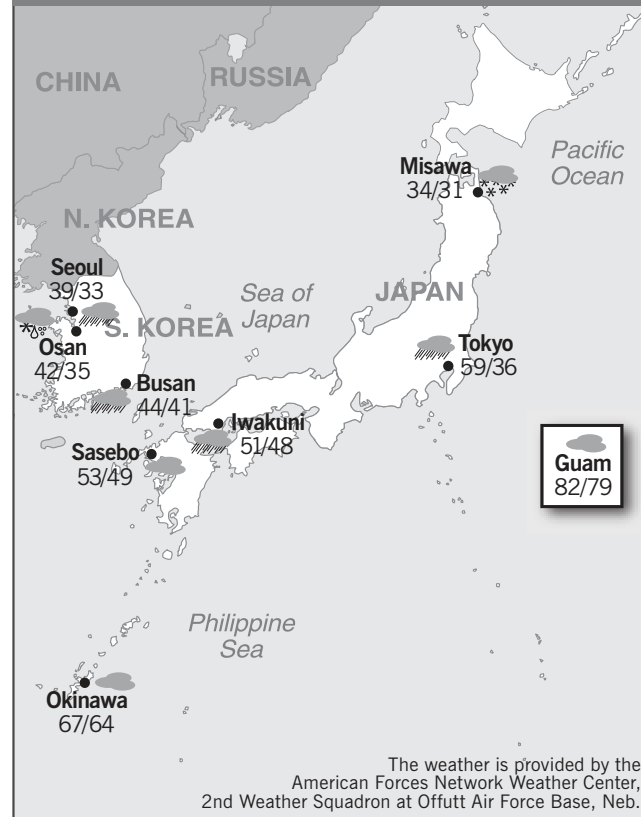 CHINA
RUSSIA
Pacific
Ocean
Misawa
34/31
N. KOREA
Seoul
39/33
Sea of
Japan
JAPAN
S. KOREA
Osan
42/35
Tokyo
59/36
Busan
44/41
Iwakuni
51/48
Sasebo
53/49
Guam
82/79
Philippine
Sea
Okinawa
67/64
The weather is provided by the
American Forces Network Weather Center,
2nd Weather Squadron at Offutt Air Force Base, Neb.